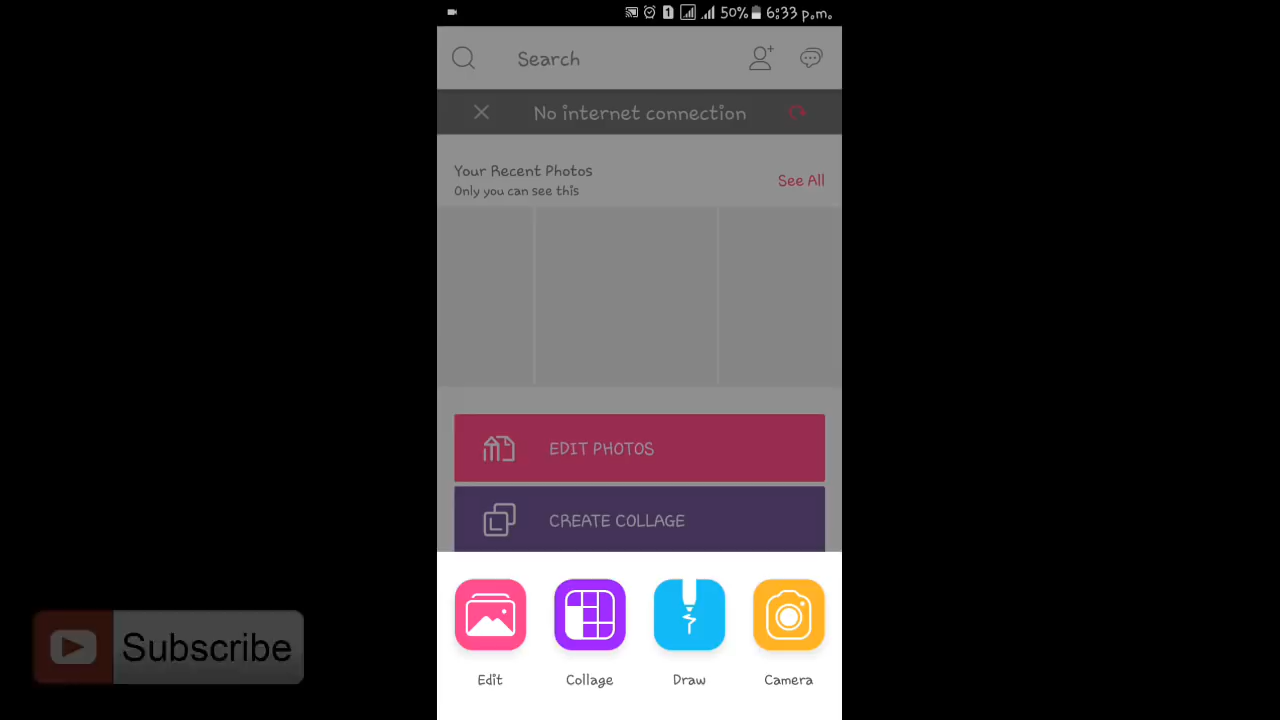 1 50% 6:33 p.m.
Search
No internet connection
Your Recent Photos
Only you can see this
See All
EDIT PHOTOS
CREATE COLLAGE
Edit Collage Draw Camera
Subscribe